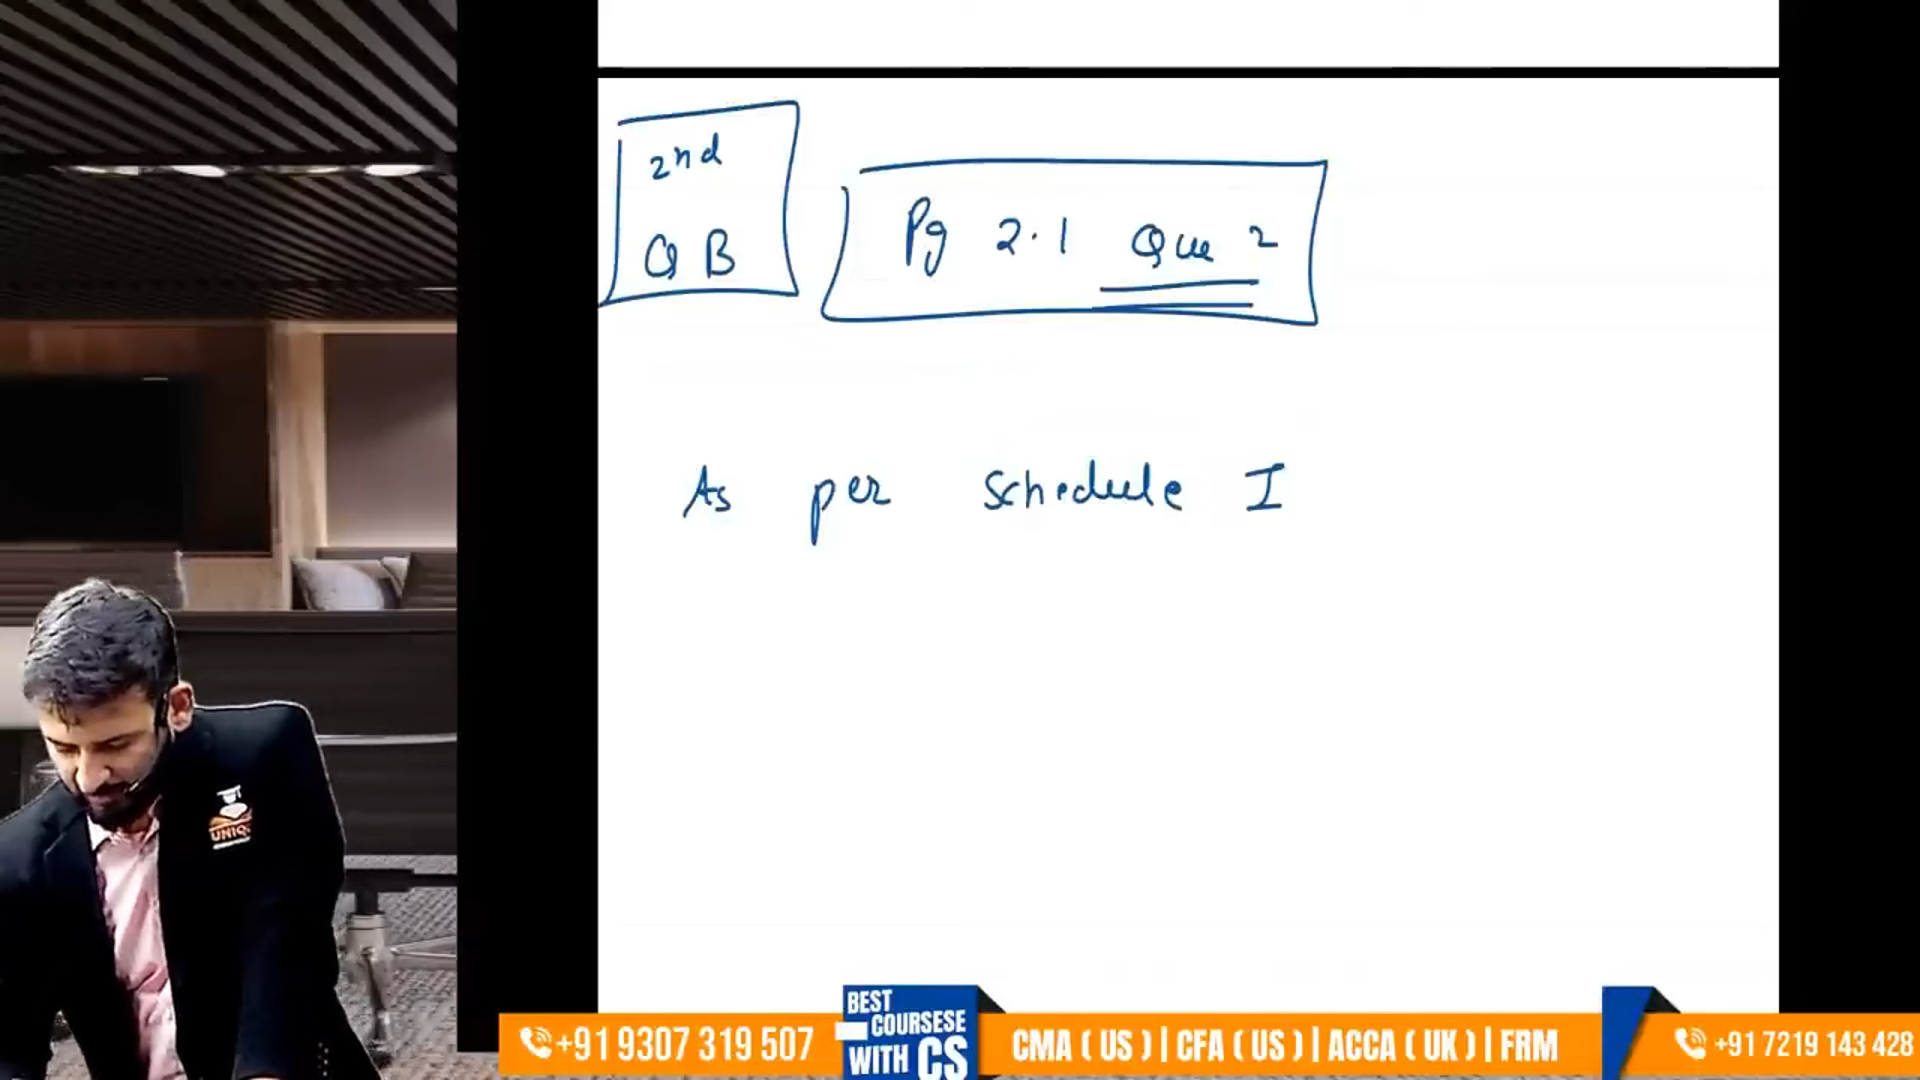 2nd
QB
Pg 2.1 Que 2
As per Schedule I
UNIQ
+91 9307 319 507
BEST
COURSESE
WITH CS
CMA ( US ) | CFA ( US ) | ACCA ( UK ) | FRM
+91 7219 143 428